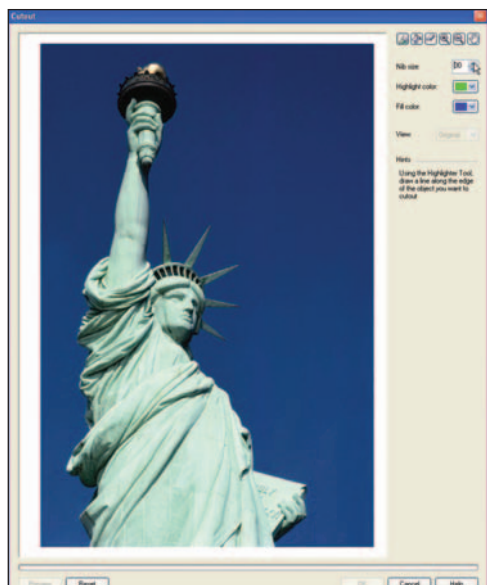 Cutout
Nib size:
Highlight color:
Fill color:
View: Original
Hints
Using the Highlighter Tool,
draw a line along the edge
of the object you want to
cutout
Preview Reset OK Cancel Help